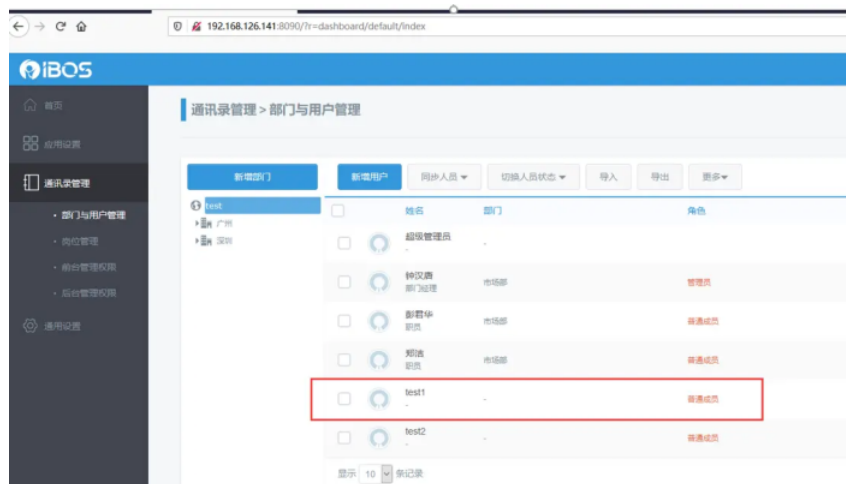 192.168.126.141:8090/?r=dashboard/default/index
iBOS
首页
通讯录管理 > 部门与用户管理
应用设置
新增部门 新增用户 同步人员 切换人员状态 导入 导出 更多
通讯录管理
test 姓名 部门 角色
部门与用户管理
广州
岗位管理
深圳
超级管理员
-
-
前台管理权限
钟汉唐 市场部 管理员
部门经理
后台管理权限
通用设置
彭君华 市场部 普通成员
职员
郑洁 市场部 普通成员
职员
test1 - 普通成员
-
test2 - 普通成员
-
显示 10 条记录